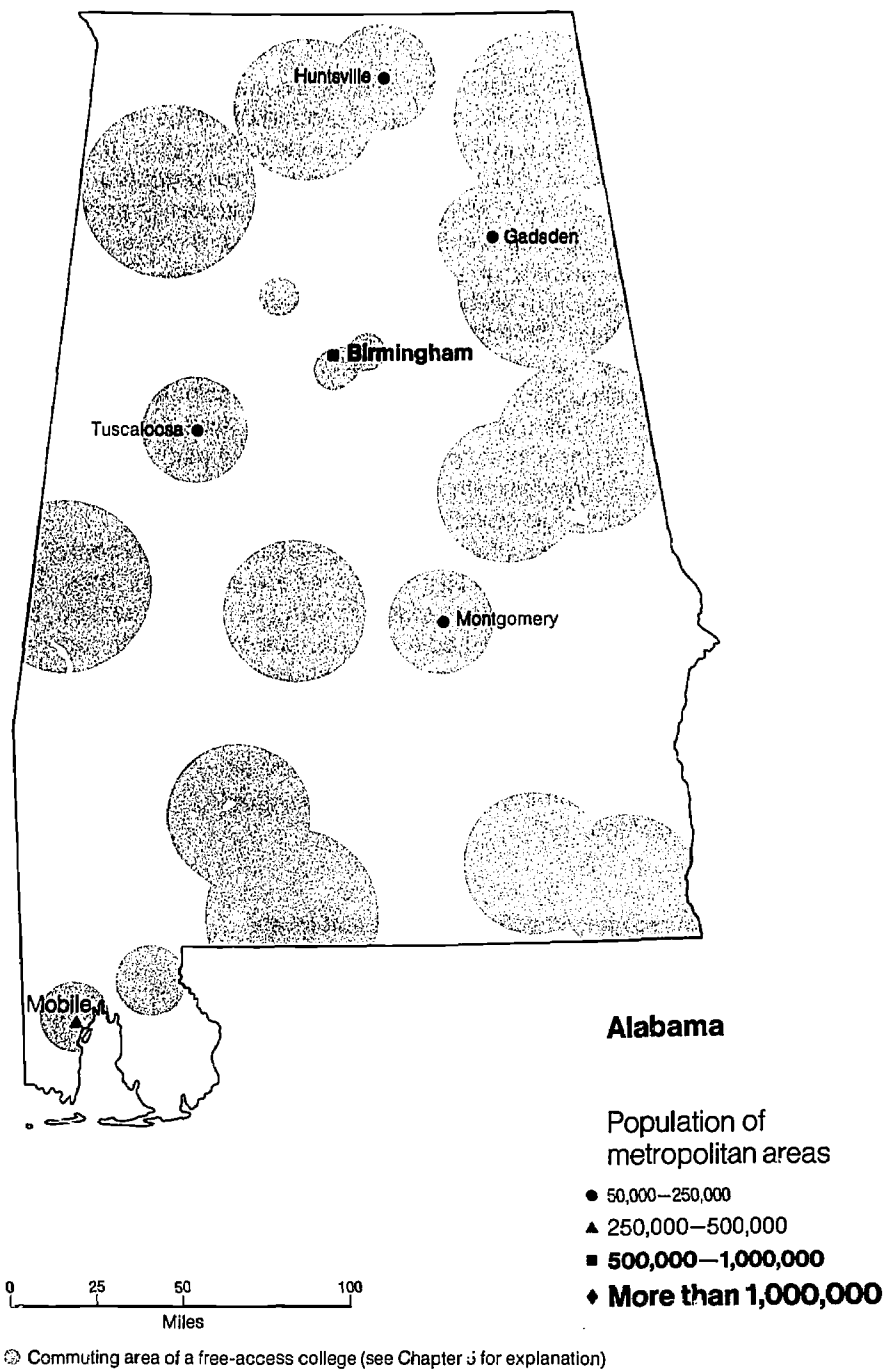 Huntsville
Gadsden
Birmingham
Tuscaloosa
Montgomery
Mobile
Alabama
Population of
metropolitan areas
50,000—250,000
250,000—500,000
500,000—1,000,000
More than 1,000,000
0 25 50 100
Miles
Commuting area of a free-access college (see Chapter for explanation)